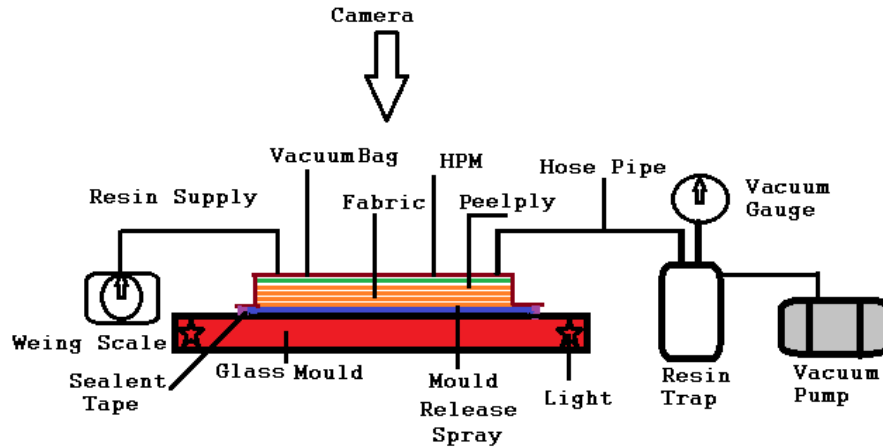 Camera
VacuumBag
HPM
Hose Pipe
Vacuum
Gauge
Resin Supply
Fabric
Peelply
Weing Scale
Sealent
Tape
Glass Mould
Mould
Release
Spray
Light
Resin
Trap
Vacuum
Pump